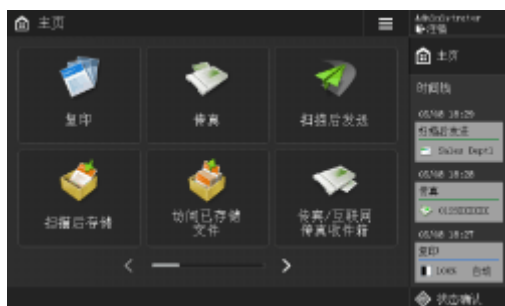 主页
复印
传真
扫描后发送
扫描后存储
访问已存储
文件
传真/互联网
传真收件箱
Administrator
主页
时间线
05/08 18:29
扫描后发送
Sales Dept1
05/08 18:28
传真
05/08 18:27
复印
100%
自动
状态确认